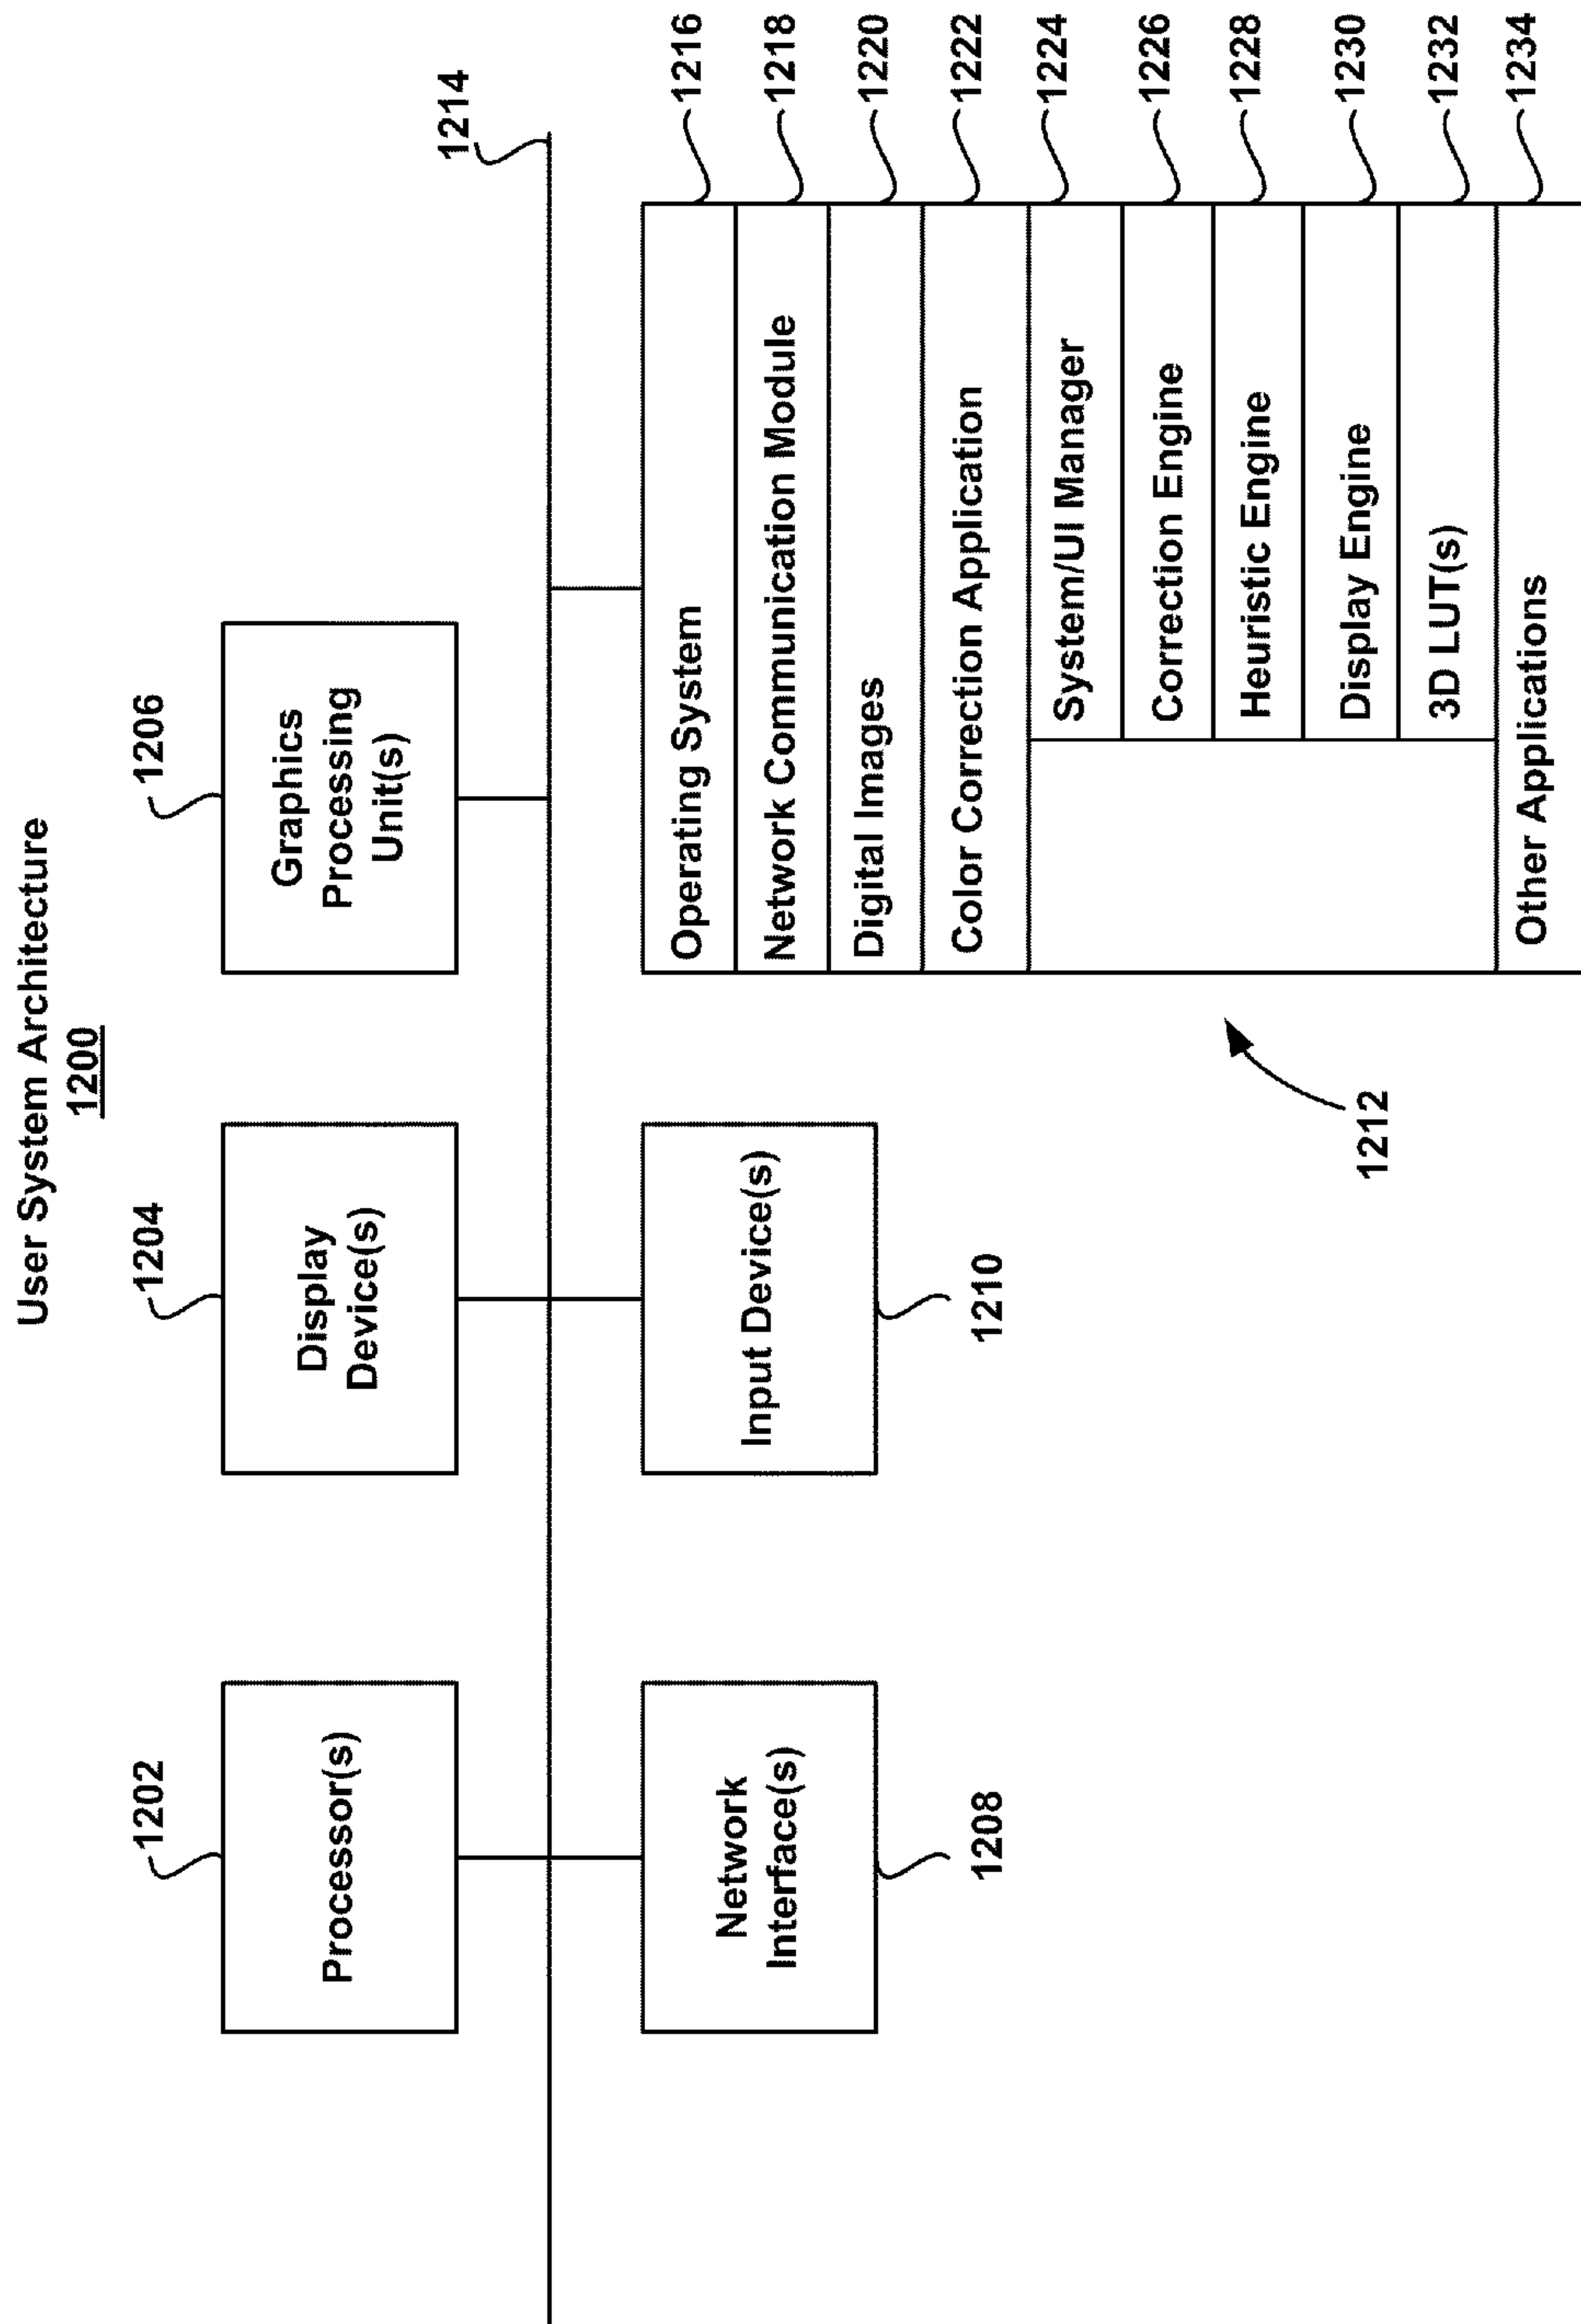 User System Architecture
1200
1202
1204
1206
Processor(s)
Display
Device(s)
Graphics
Processing
Unit(s)
1214
Network
Interface(s)
Input Device(s)
1208
1210
1212
Operating System
1216
Network Communication Module
1218
Digital Images
1220
Color Correction Application
1222
System/UI Manager
1224
Correction Engine
1226
Heuristic Engine
1228
Display Engine
1230
3D LUT(s)
1232
Other Applications
1234